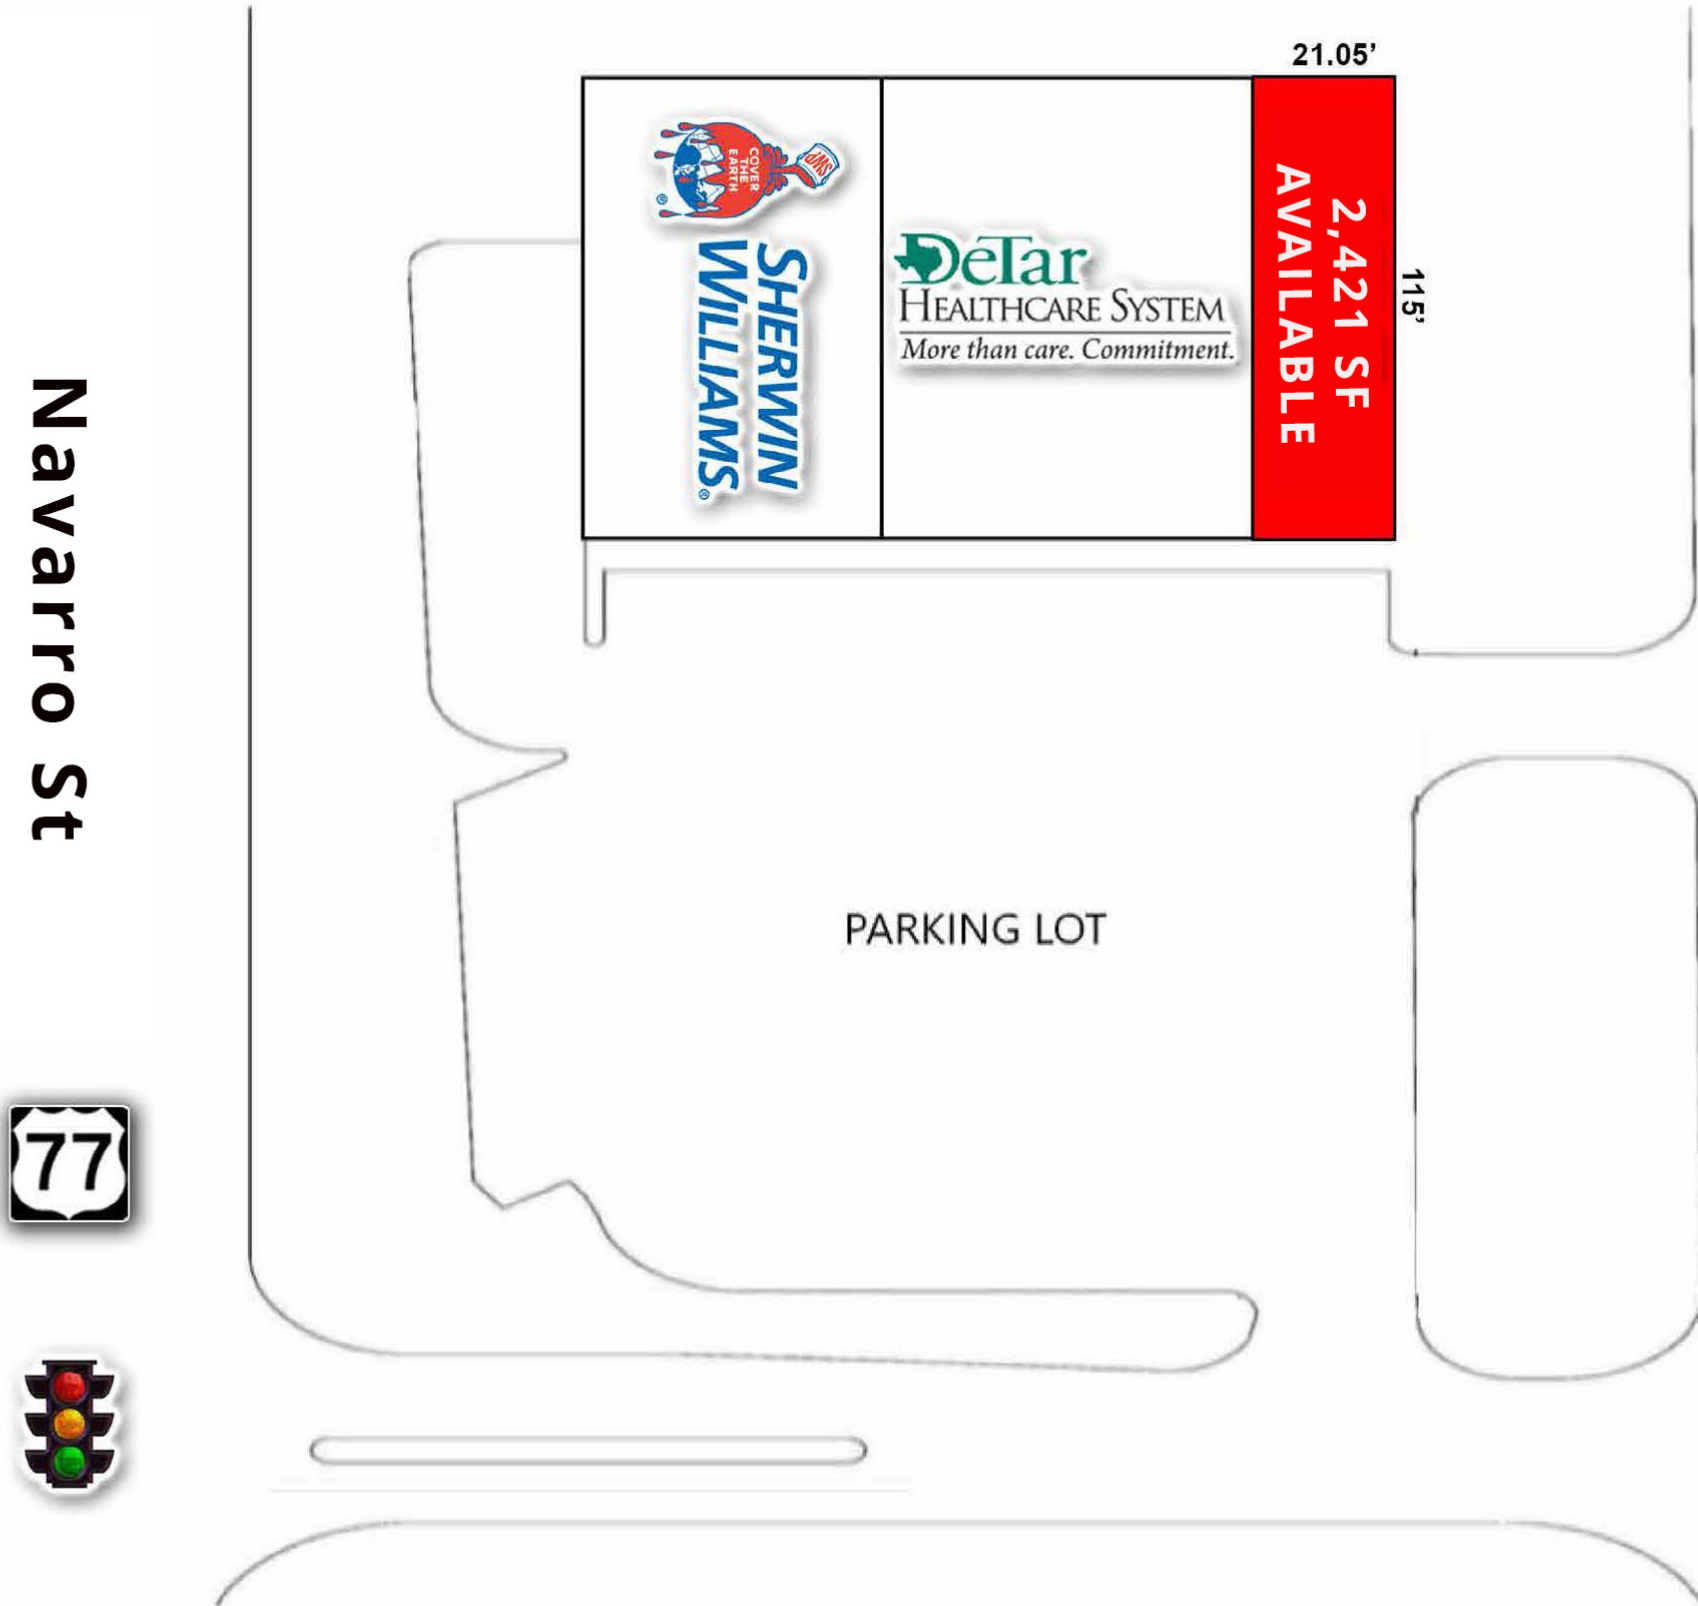 21.05’
2,421 SF
AVAILABLE
115’
SWP
COVER
THE
EARTH
®
SHERWIN
WILLIAMS®
DeTar
HEALTHCARE SYSTEM
More than care. Commitment.
Navarro St
PARKING LOT
77